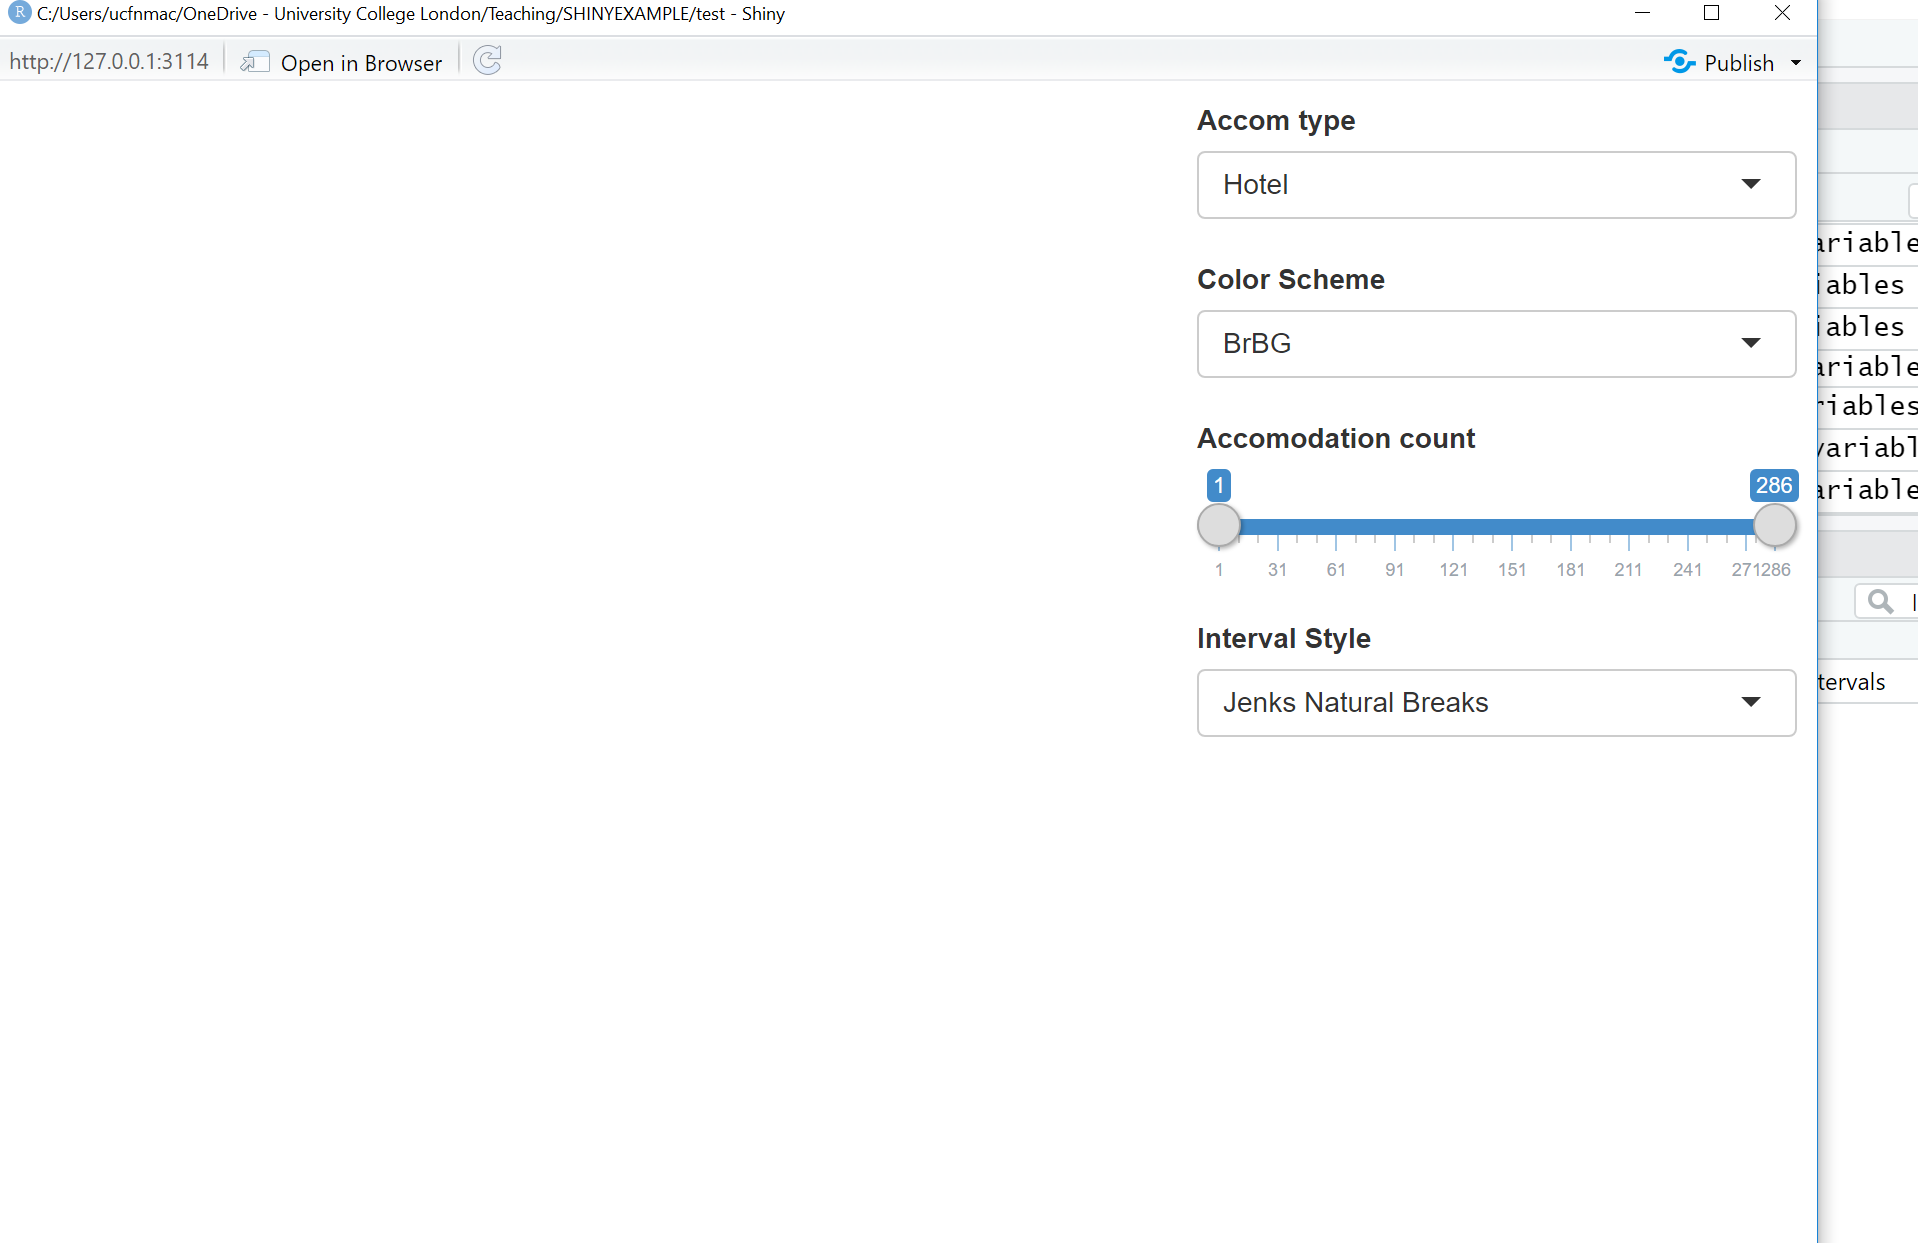 R C:/Users/ucfnmac/OneDrive - University College London/Teaching/SHINYEXAMPLE/test - Shiny
http://127.0.0.1:3114 Open in Browser Publish
Accom type
Hotel
Color Scheme
BrBG
Accomodation count
1 286
1 31 61 91 121 151 181 211 241 271 286
Interval Style
Jenks Natural Breaks
ariable
iables
iables
ariable
riables
variabl
ariable
tervals